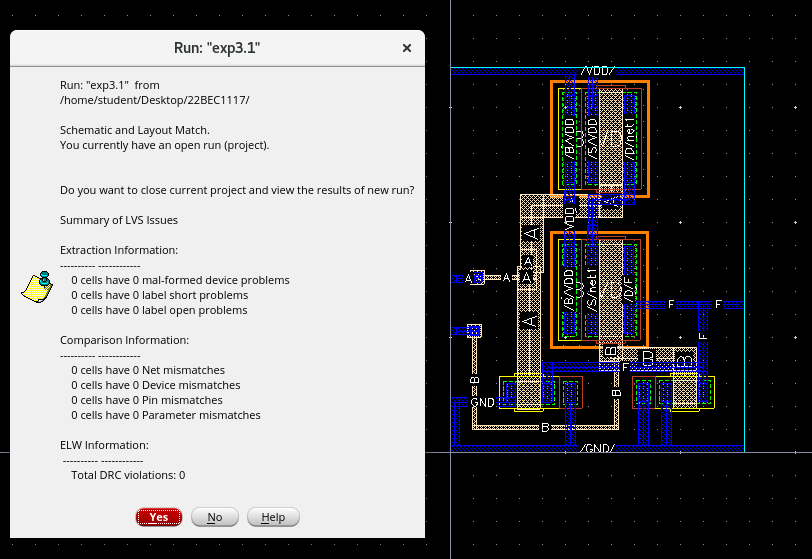 Run: "exp3.1"
Run: "exp3.1" from
/home/student/Desktop/22BEC1117/
Schematic and Layout Match.
You currently have an open run (project).
Do you want to close current project and view the results of new run?
Summary of LVS Issues
Extraction Information:
---------- ------------
0 cells have 0 mal-formed device problems
0 cells have 0 label short problems
0 cells have 0 label open problems
Comparison Information:
---------- ------------
0 cells have 0 Net mismatches
0 cells have 0 Device mismatches
0 cells have 0 Pin mismatches
0 cells have 0 Parameter mismatches
ELW Information:
---------- ------------
Total DRC violations: 0
Yes
No
Help
/VDD/
/B/VDD
/S/VDD
/D/net1
VDD/
A
A
A
A
A
A
/B/VDD
/S/net1
/D/F
F
F
F
B
B
F
B
B
GND
B
/GND/